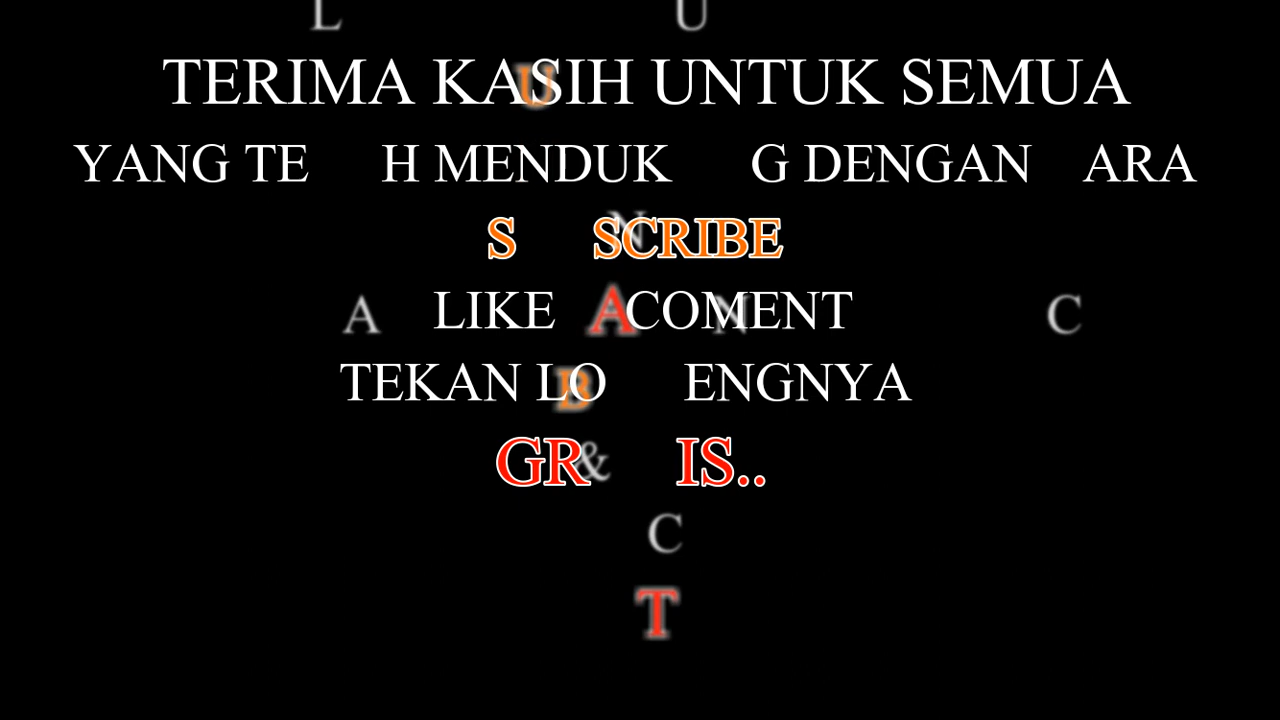 L U
TERIMA KASIH UNTUK SEMUA
U
YANG TE H MENDUK G DENGAN ARA
S SCRIBE
N
LIKE COMENT
A A N C
TEKAN LO ENGNYA
B
GR IS..
&
C
T